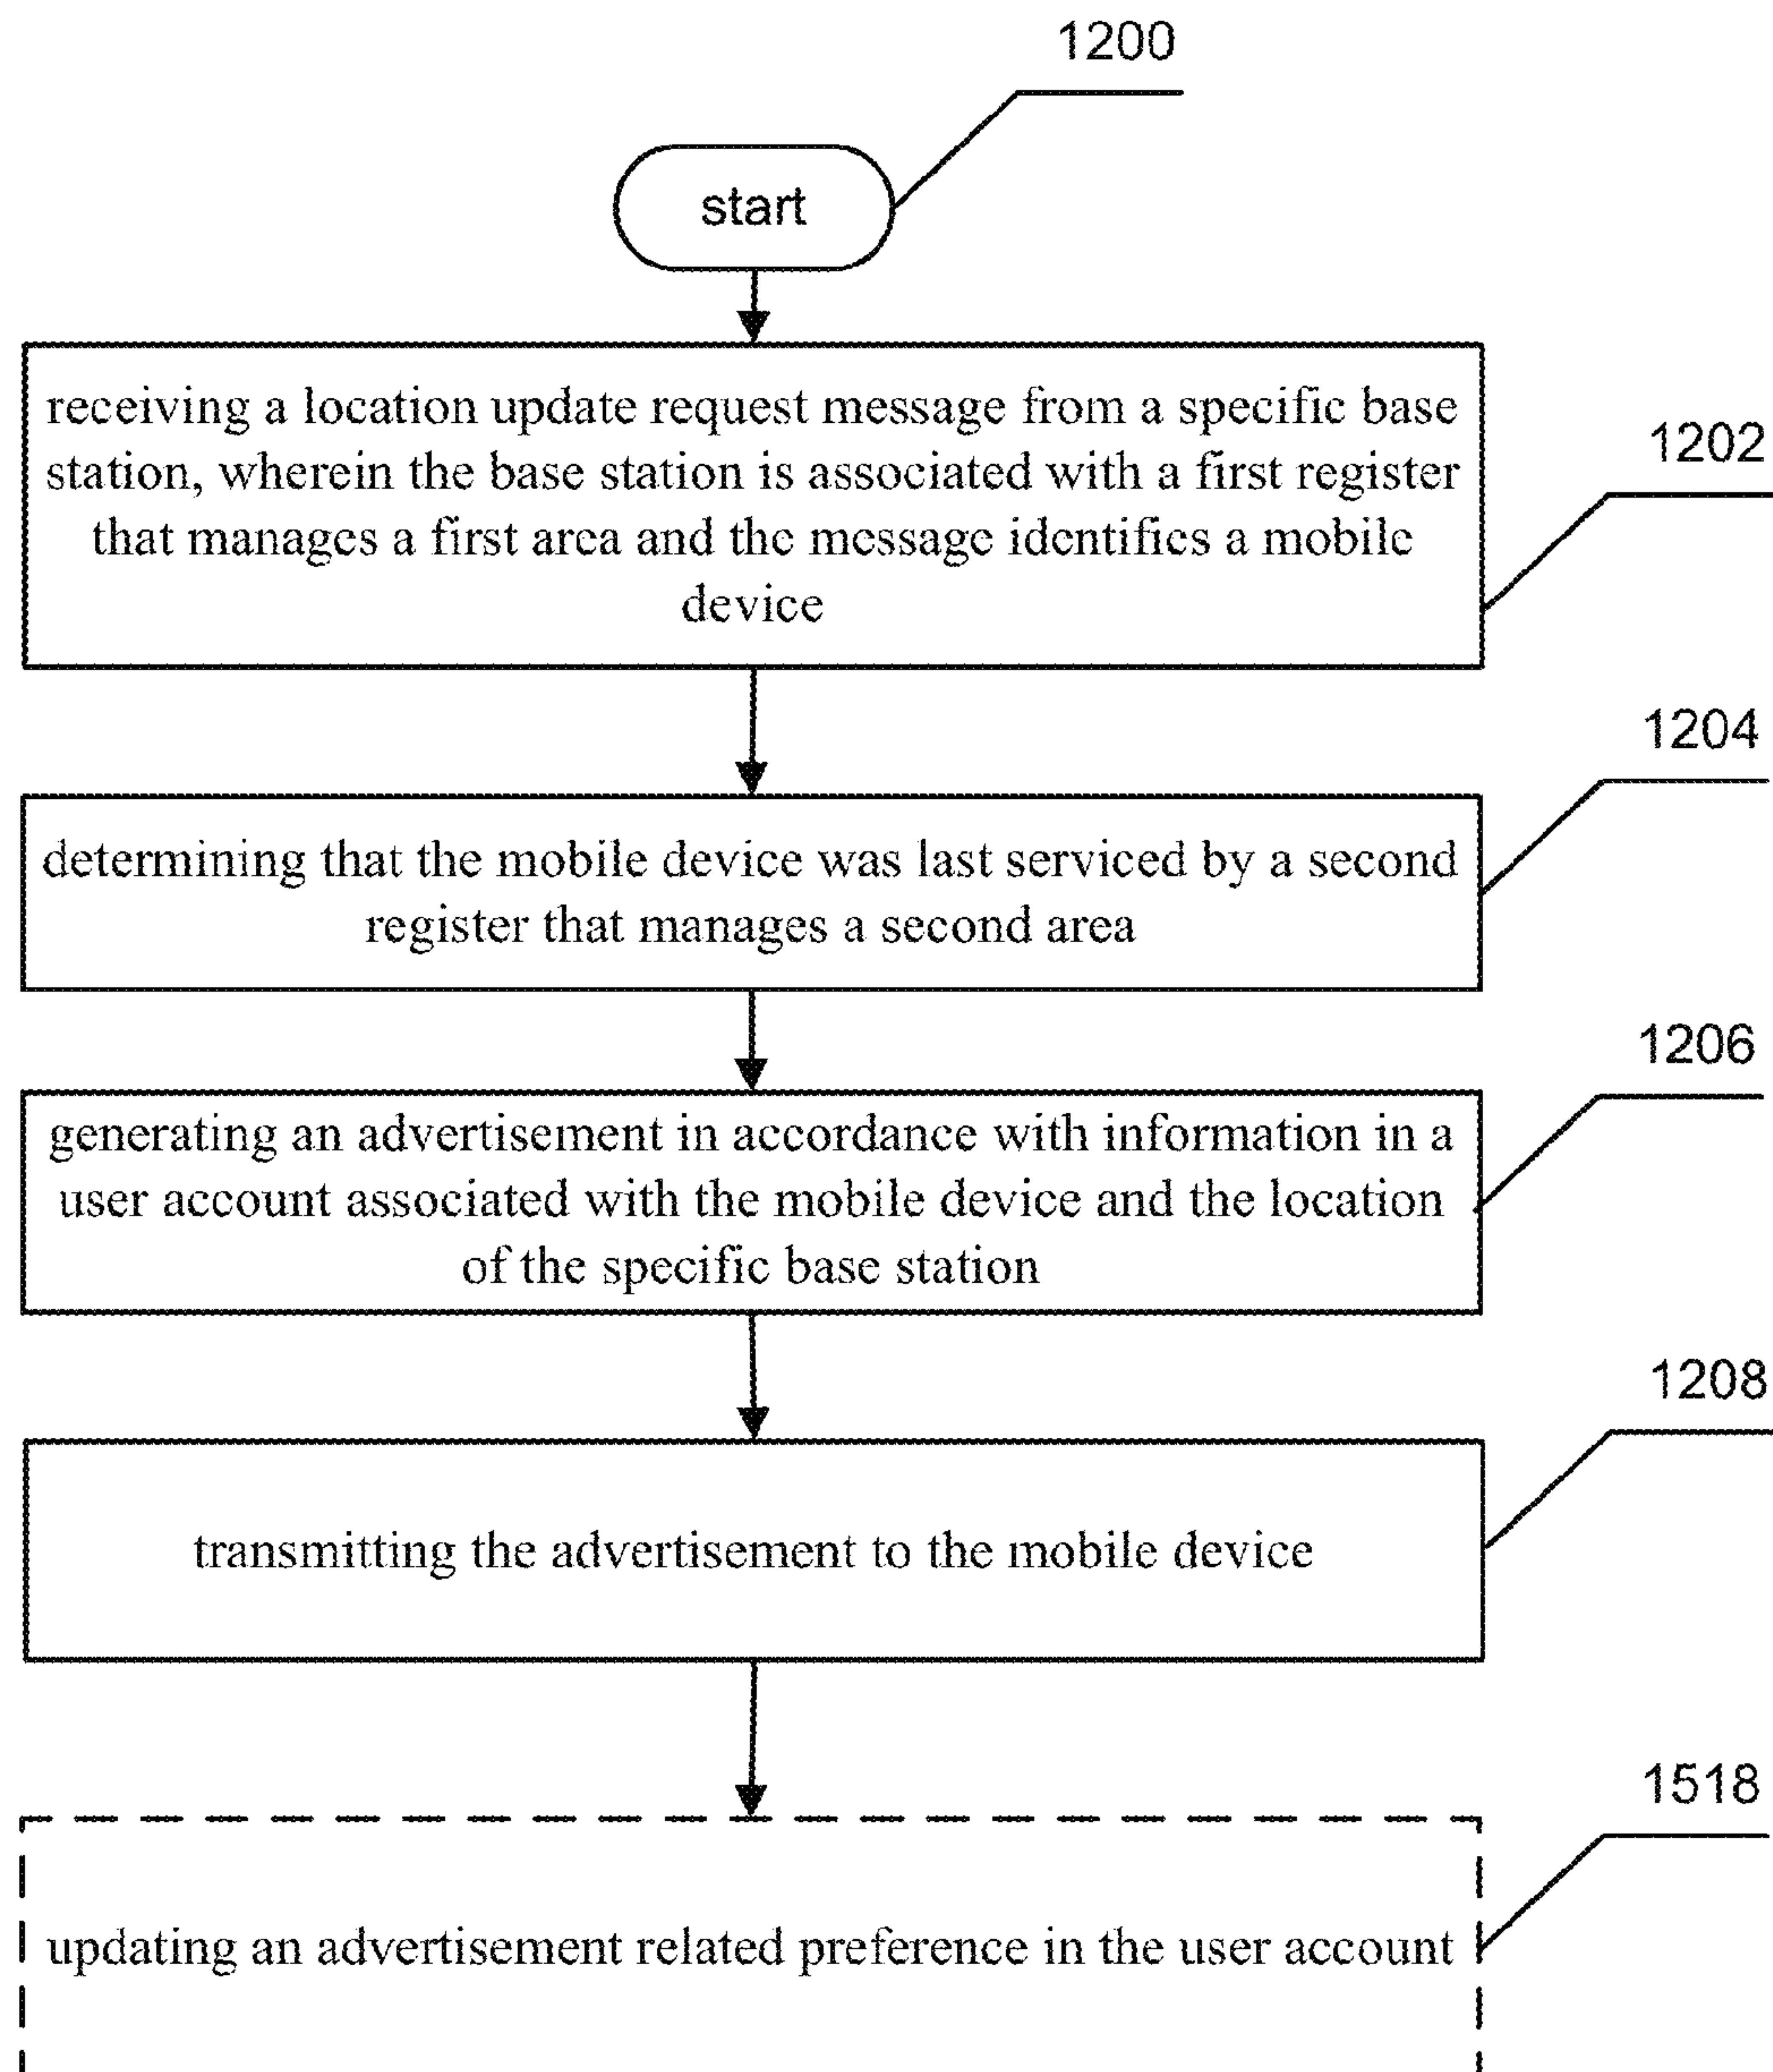 1200
start
receiving a location update request message from a specific base
station, wherein the base station is associated with a first register
that manages a first area and the message identifies a mobile
device
1202
determining that the mobile device was last serviced by a second
register that manages a second area
1204
generating an advertisement in accordance with information in a
user account associated with the mobile device and the location
of the specific base station
1206
transmitting the advertisement to the mobile device
1208
updating an advertisement related preference in the user account
1518